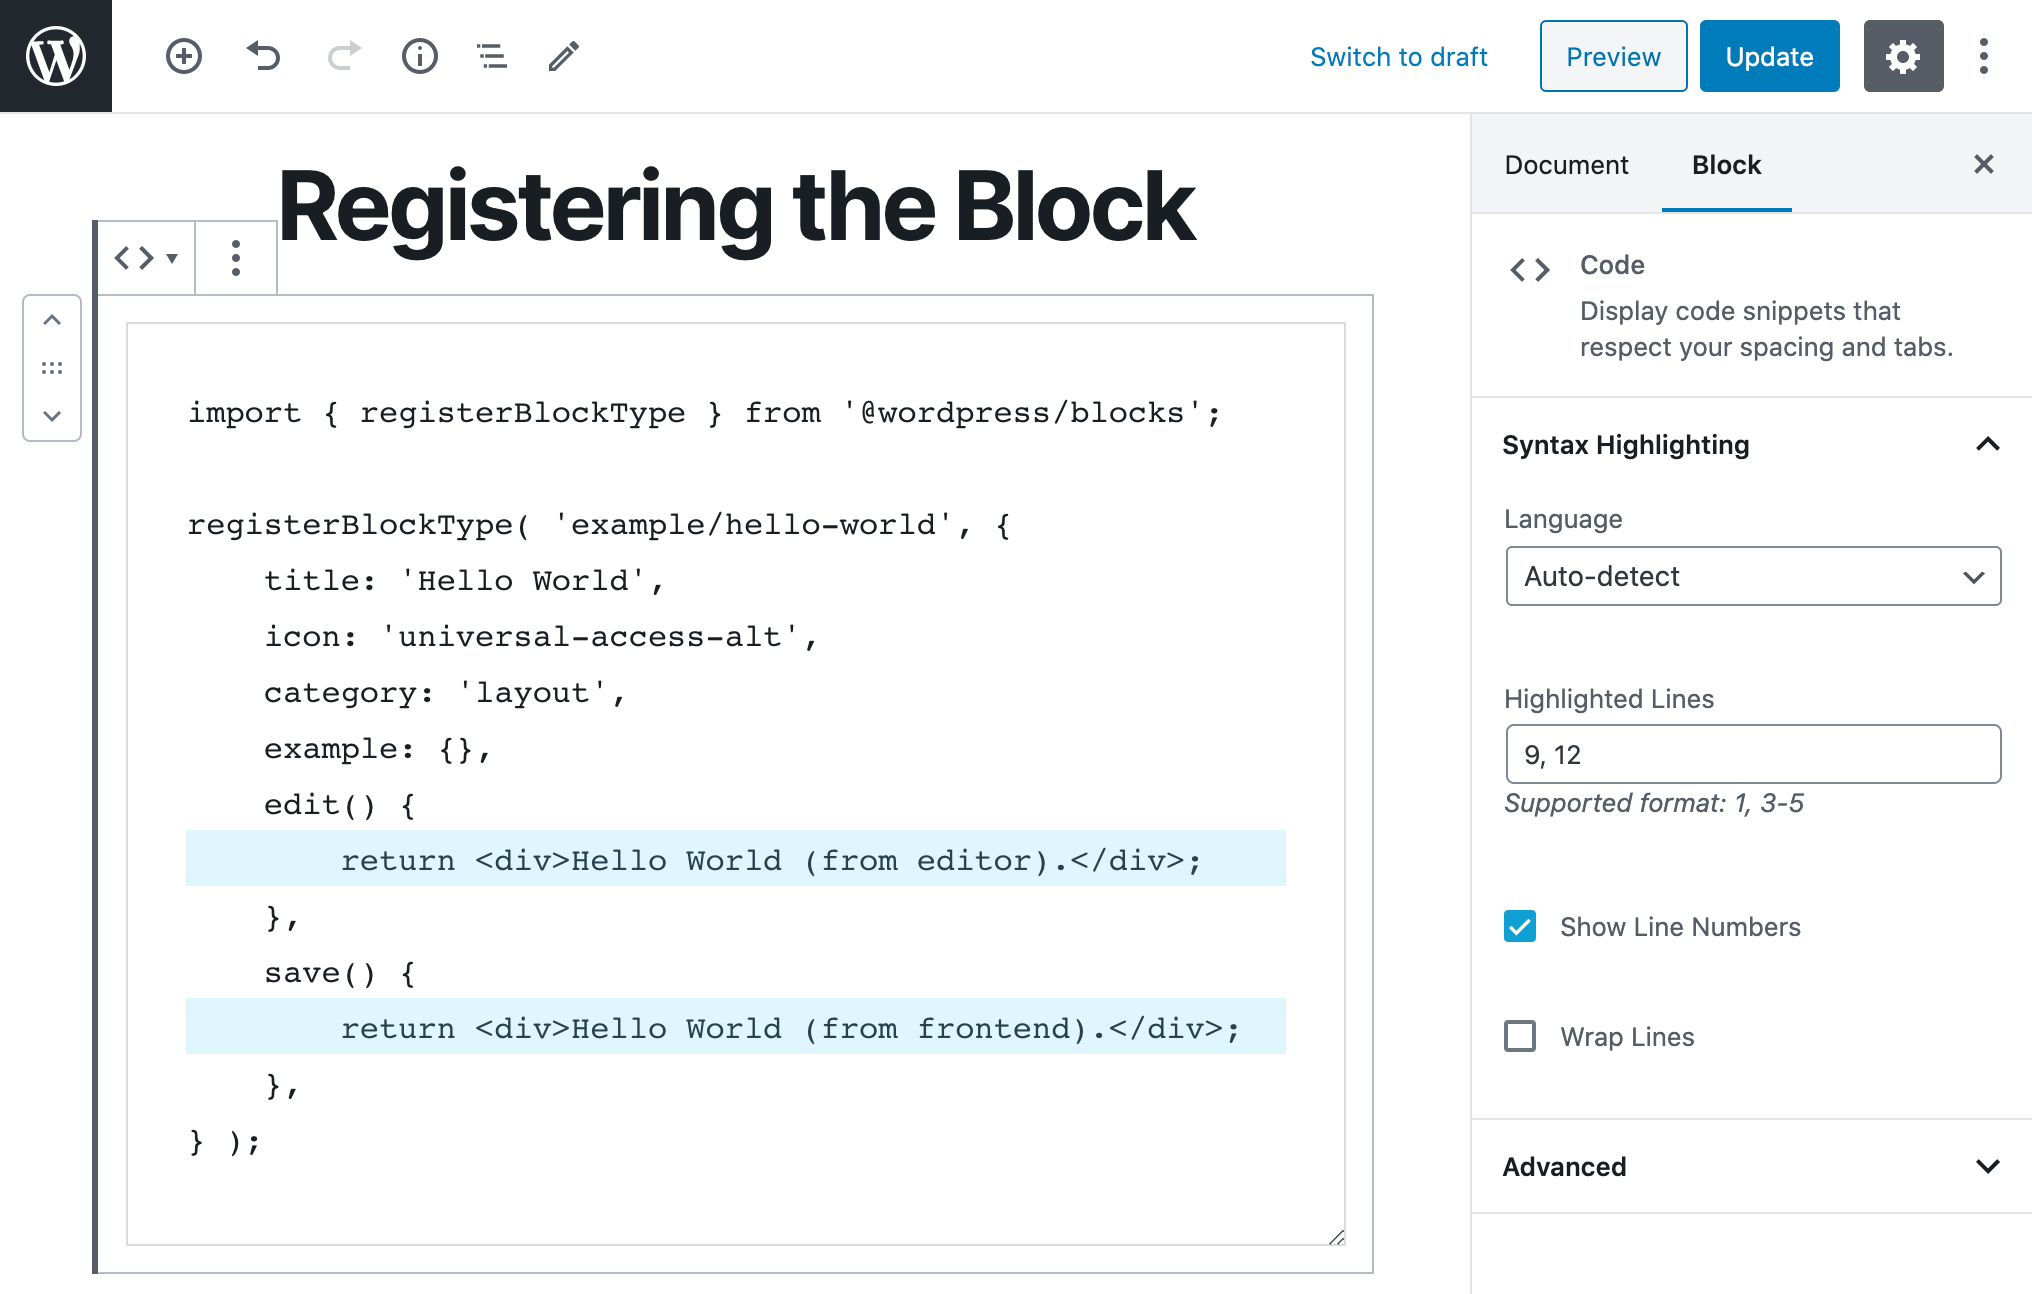 Switch to draft
Preview
Update
Registering the Block
import { registerBlockType } from '@wordpress/blocks';

registerBlockType( 'example/hello-world', {
    title: 'Hello World',
    icon: 'universal-access-alt',
    category: 'layout',
    example: {},
    edit() {
        return <div>Hello World (from editor).</div>;
    },
    save() {
        return <div>Hello World (from frontend).</div>;
    },
} );
Document
Block
Code
Display code snippets that
respect your spacing and tabs.
Syntax Highlighting
Language
Auto-detect
Highlighted Lines
9, 12
Supported format: 1, 3-5
Show Line Numbers
Wrap Lines
Advanced